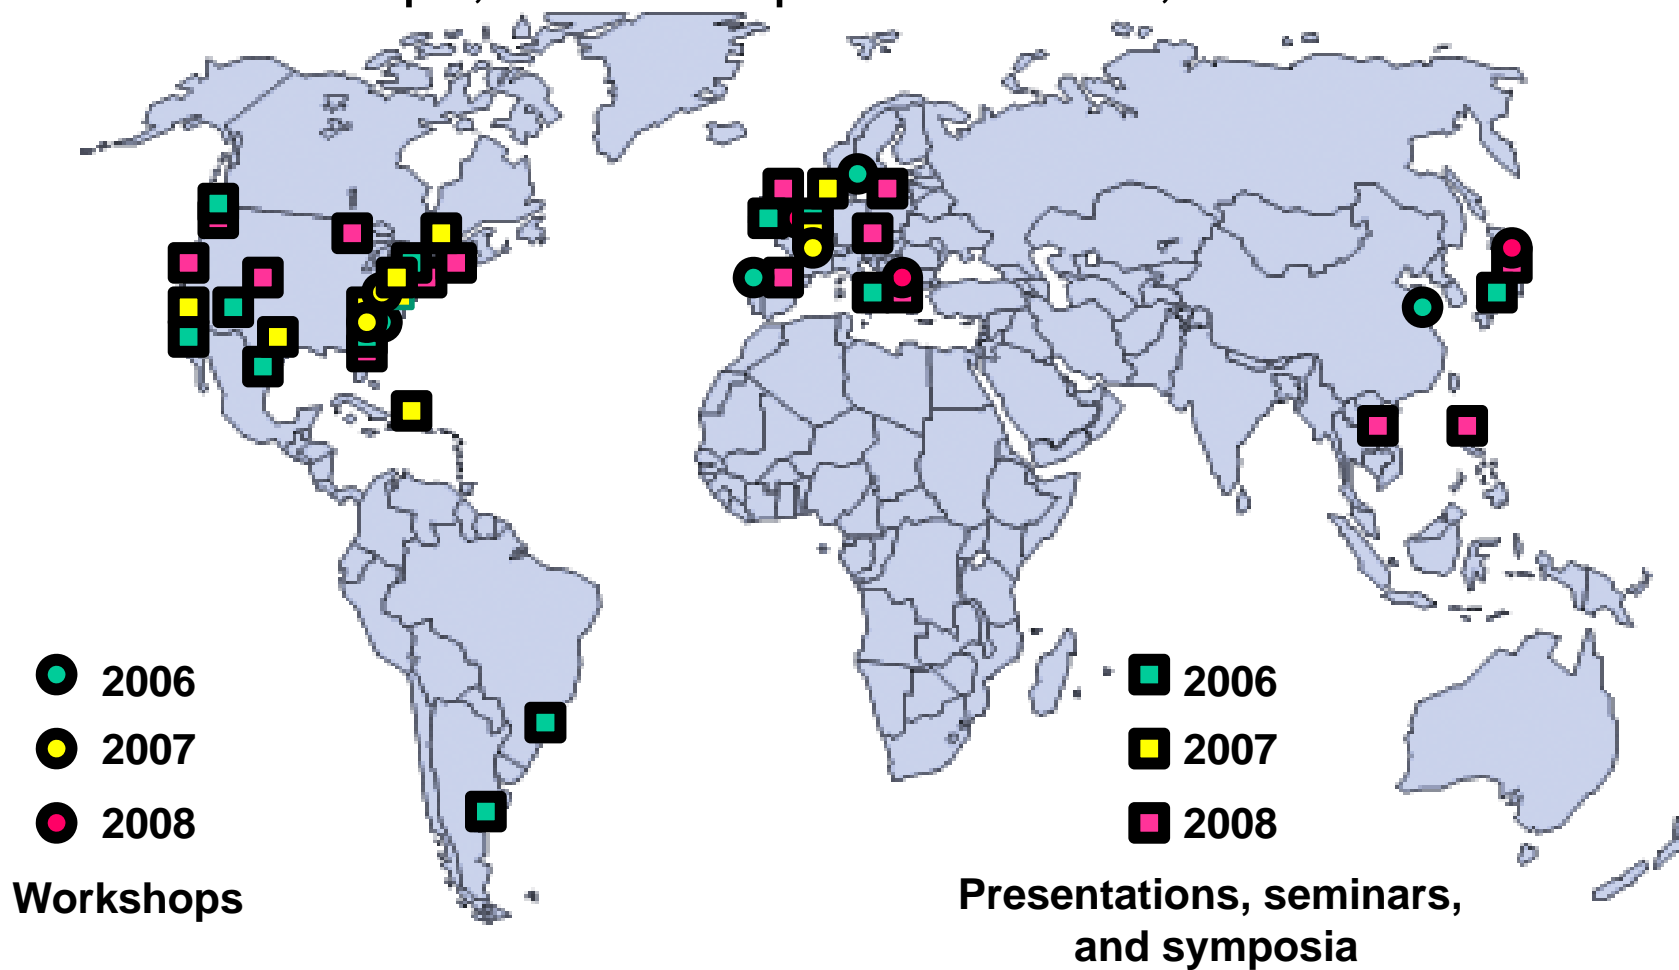 2006
2007
2008
Workshops
2006
2007
2008
Presentations, seminars,
and symposia